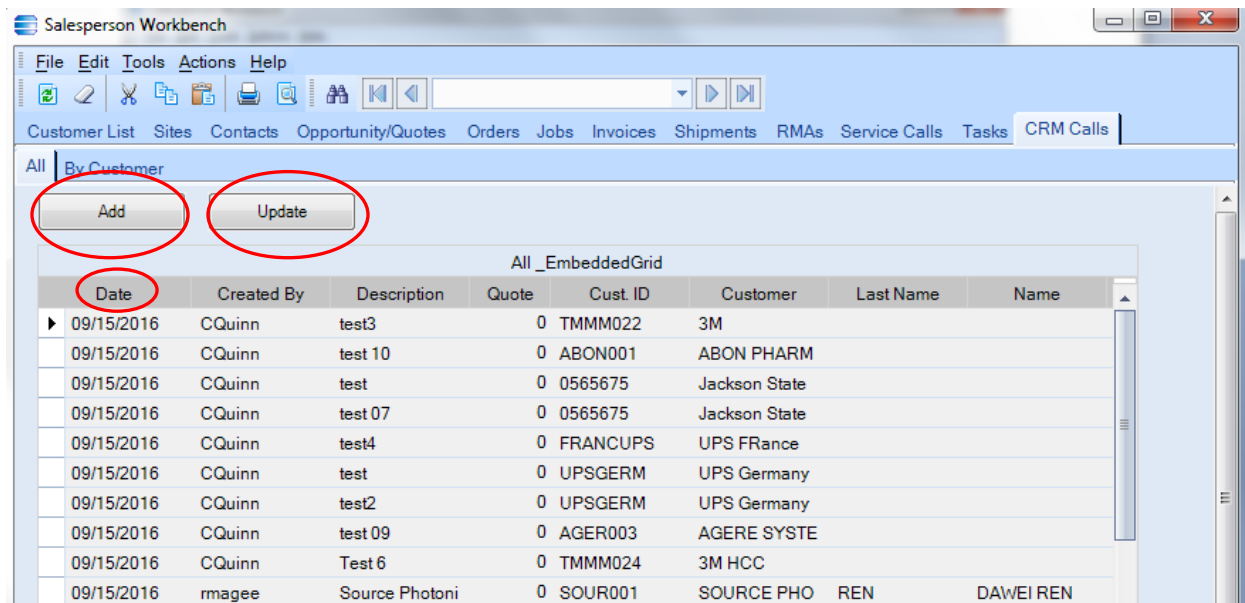 Salesperson Workbench
File Edit Tools Actions Help
Customer List Sites Contacts Opportunity/Quotes Orders Jobs Invoices Shipments RMAs Service Calls Tasks CRM Calls
All By Customer
Add Update
All _EmbeddedGrid
Date Created By Description Quote Cust. ID Customer Last Name Name
09/15/2016 CQuinn test3 0 TMMM022 3M
09/15/2016 CQuinn test 10 0 ABON001 ABON PHARM
09/15/2016 CQuinn test 0 0565675 Jackson State
09/15/2016 CQuinn test 07 0 0565675 Jackson State
09/15/2016 CQuinn test4 0 FRANCUPS UPS FRance
09/15/2016 CQuinn test 0 UPSGERM UPS Germany
09/15/2016 CQuinn test2 0 UPSGERM UPS Germany
09/15/2016 CQuinn test 09 0 AGER003 AGERE SYSTE
09/15/2016 CQuinn Test 6 0 TMMM024 3M HCC
09/15/2016 rmagee Source Photoni 0 SOUR001 SOURCE PHO REN DAWEI REN